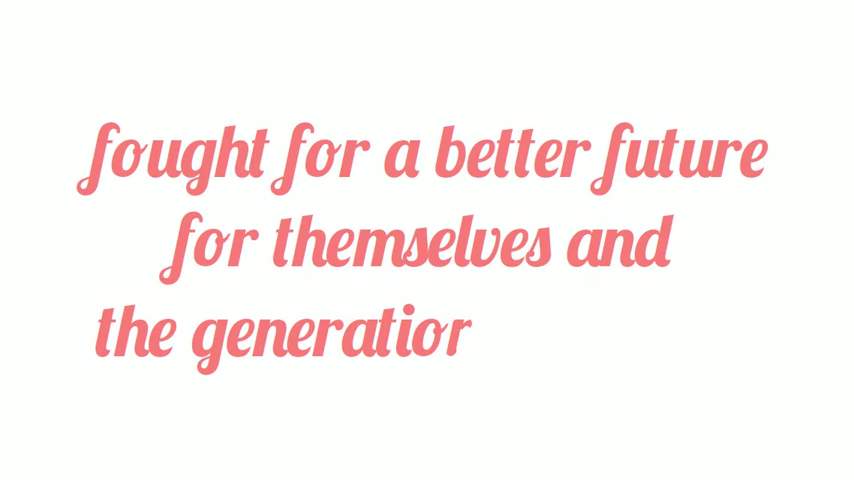 fought for a better future
for themselves and
the generatior